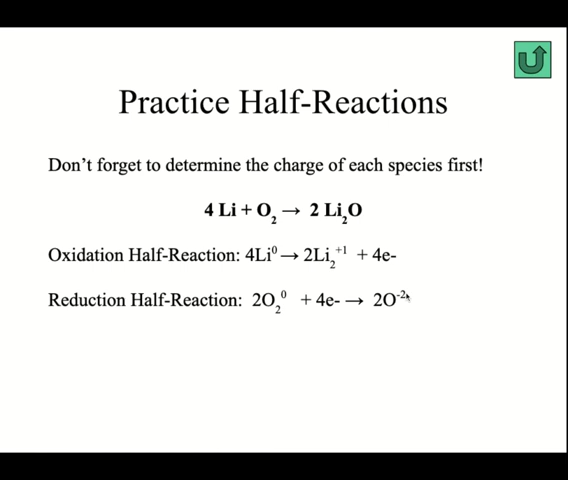 Practice Half-Reactions
Don't forget to determine the charge of each species first!
4 Li + O₂ → 2 Li₂O
Oxidation Half-Reaction: 4Li⁰ → 2Li₂⁺¹ + 4e-
Reduction Half-Reaction: 2O₂⁰ + 4e- → 2O⁻²